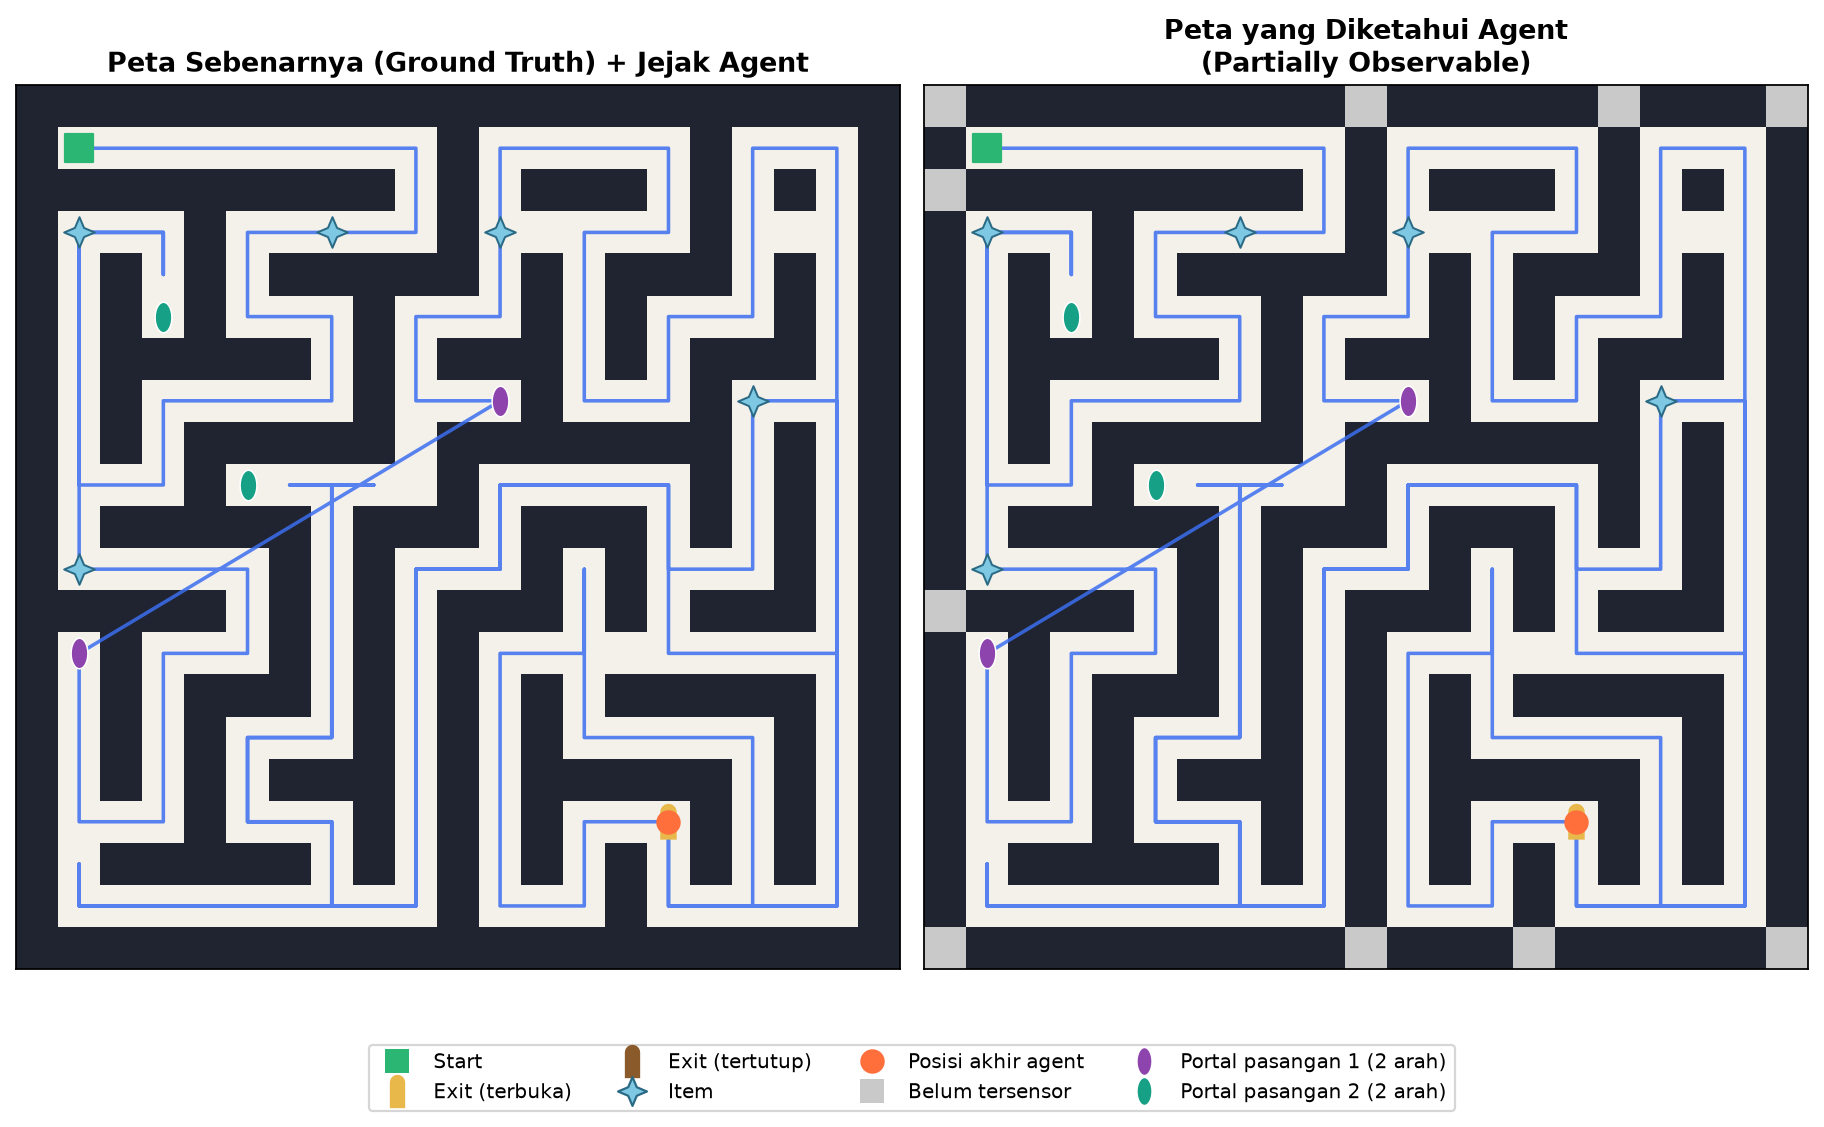 Peta Sebenarnya (Ground Truth) + Jejak Agent
Peta yang Diketahui Agent
(Partially Observable)
Start
Exit (terbuka)
Exit (tertutup)
Item
Posisi akhir agent
Belum tersensor
Portal pasangan 1 (2 arah)
Portal pasangan 2 (2 arah)